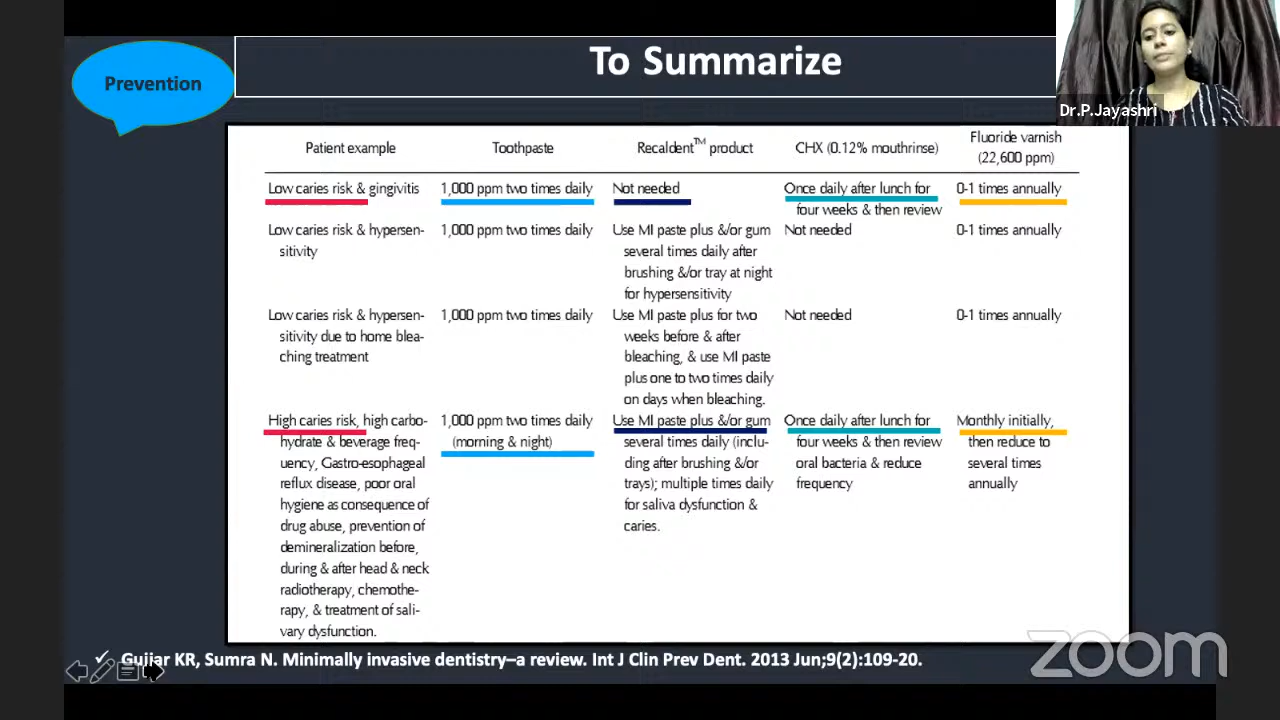 To Summarize
Prevention
Dr.P.Jayashri
Patient example
Toothpaste
Recaldent™ product
CHX (0.12% mouthrinse)
Fluoride varnish
(22,600 ppm)
Low caries risk & gingivitis
1,000 ppm two times daily
Not needed
Once daily after lunch for
four weeks & then review
0-1 times annually
Low caries risk & hypersen-
sitivity
1,000 ppm two times daily
Use MI paste plus &/or gum
several times daily after
brushing &/or tray at night
for hypersensitivity
Not needed
0-1 times annually
Low caries risk & hypersen-
sitivity due to home blea-
ching treatment
1,000 ppm two times daily
Use MI paste plus for two
weeks before & after
bleaching, & use MI paste
plus one to two times daily
on days when bleaching.
Not needed
0-1 times annually
High caries risk, high carbo-
hydrate & beverage freq-
uency, Gastro-esophageal
reflux disease, poor oral
hygiene as consequence of
drug abuse, prevention of
demineralization before,
during & after head & neck
radiotherapy, chemothe-
rapy, & treatment of sali-
vary dysfunction.
1,000 ppm two times daily
(morning & night)
Use MI paste plus &/or gum
several times daily (inclu-
ding after brushing &/or
trays); multiple times daily
for saliva dysfunction &
caries.
Once daily after lunch for
four weeks & then review
oral bacteria & reduce
frequency
Monthly initially,
then reduce to
several times
annually
✓ Gujjar KR, Sumra N. Minimally invasive dentistry–a review. Int J Clin Prev Dent. 2013 Jun;9(2):109-20.
zoom